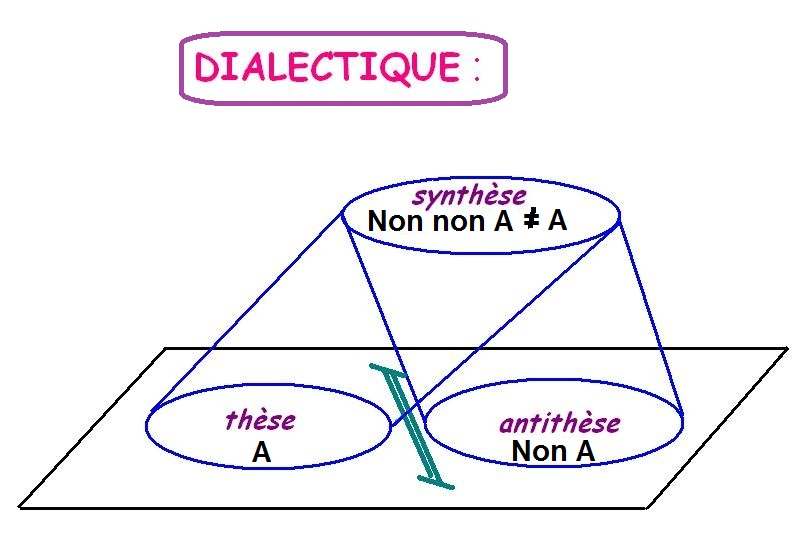 DIALECTIQUE :
synthèse
Non non A ≠ A
thèse
A
antithèse
Non A